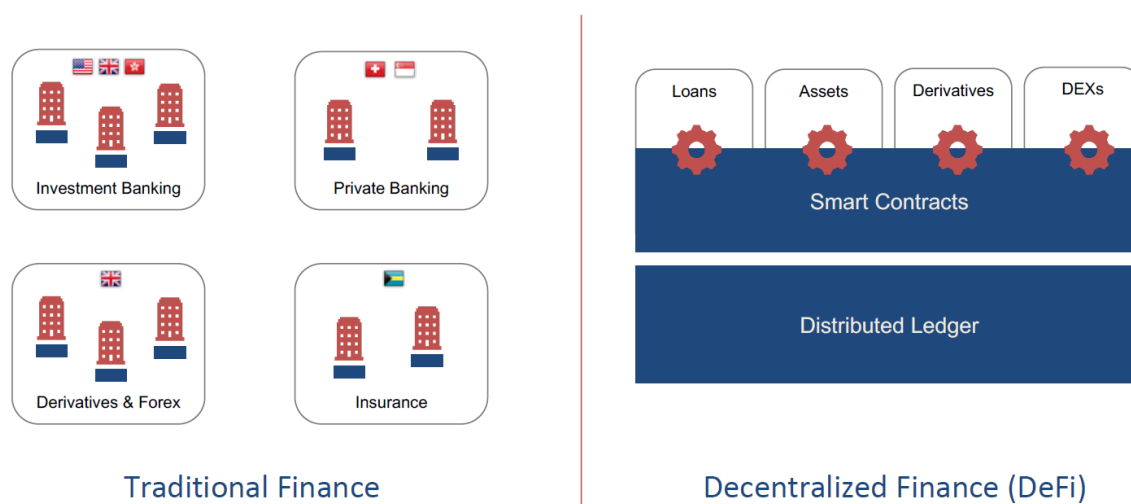 Investment Banking
Private Banking
Derivatives & Forex
Insurance
Traditional Finance
Loans
Assets
Derivatives
DEXs
Smart Contracts
Distributed Ledger
Decentralized Finance (DeFi)